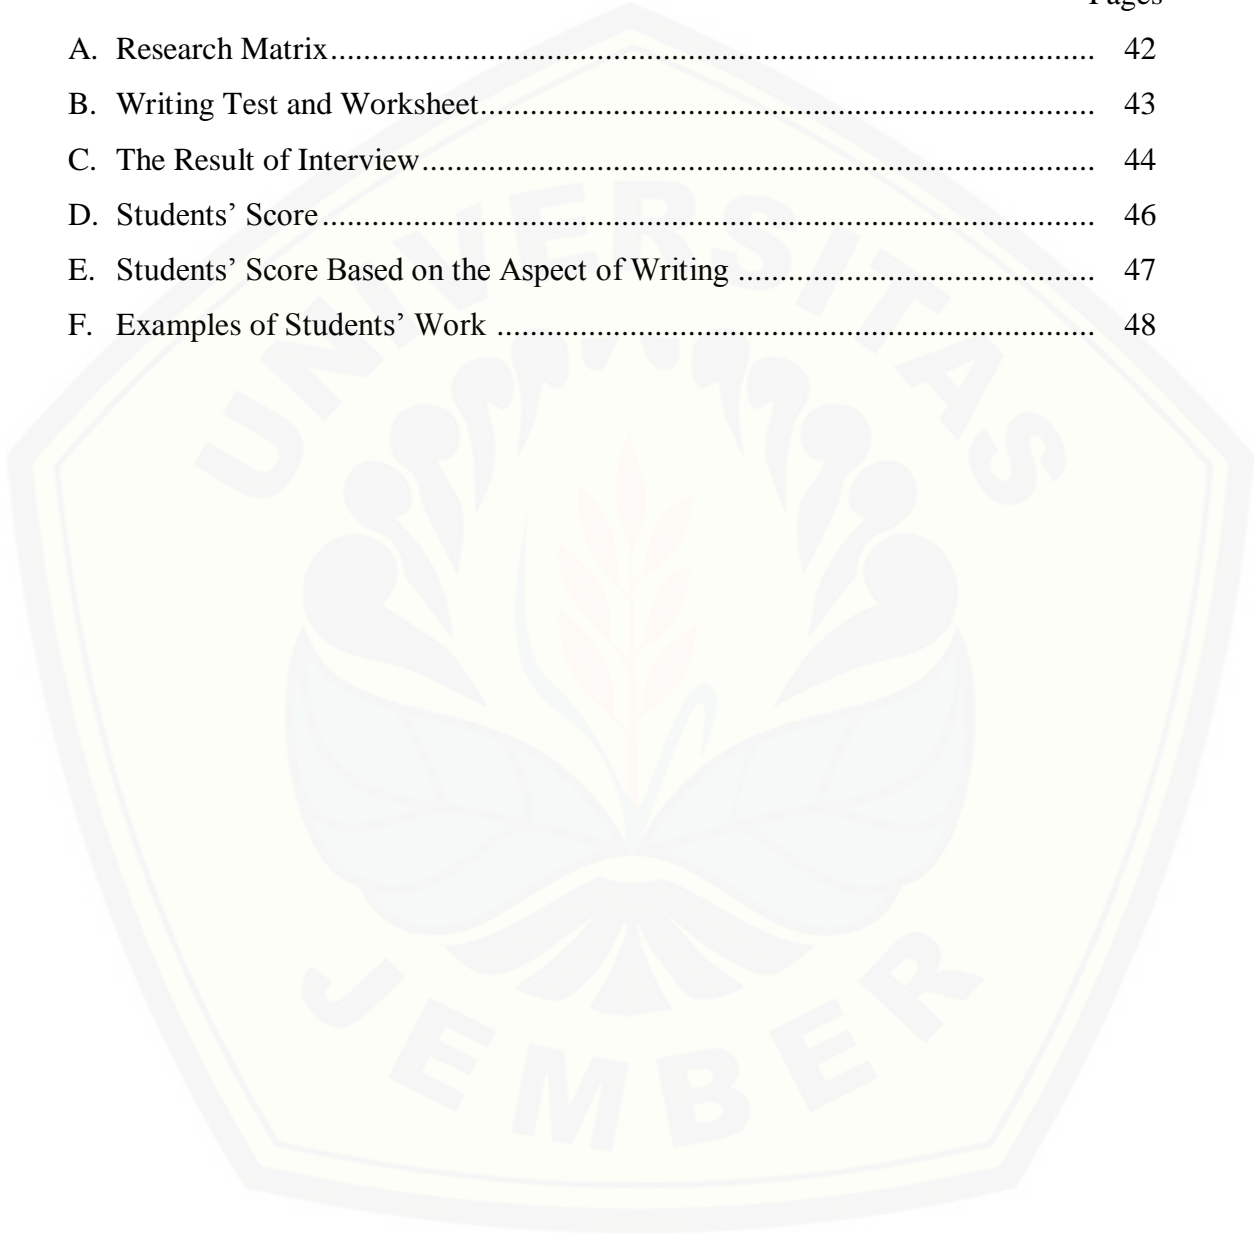 Pages
A. Research Matrix.............................................................................................. 42
B. Writing Test and Worksheet........................................................................... 43
C. The Result of Interview.................................................................................. 44
D. Students’ Score............................................................................................... 46
E. Students’ Score Based on the Aspect of Writing ............................................ 47
F. Examples of Students’ Work .......................................................................... 48
UNIVERSITAS
JEMBER